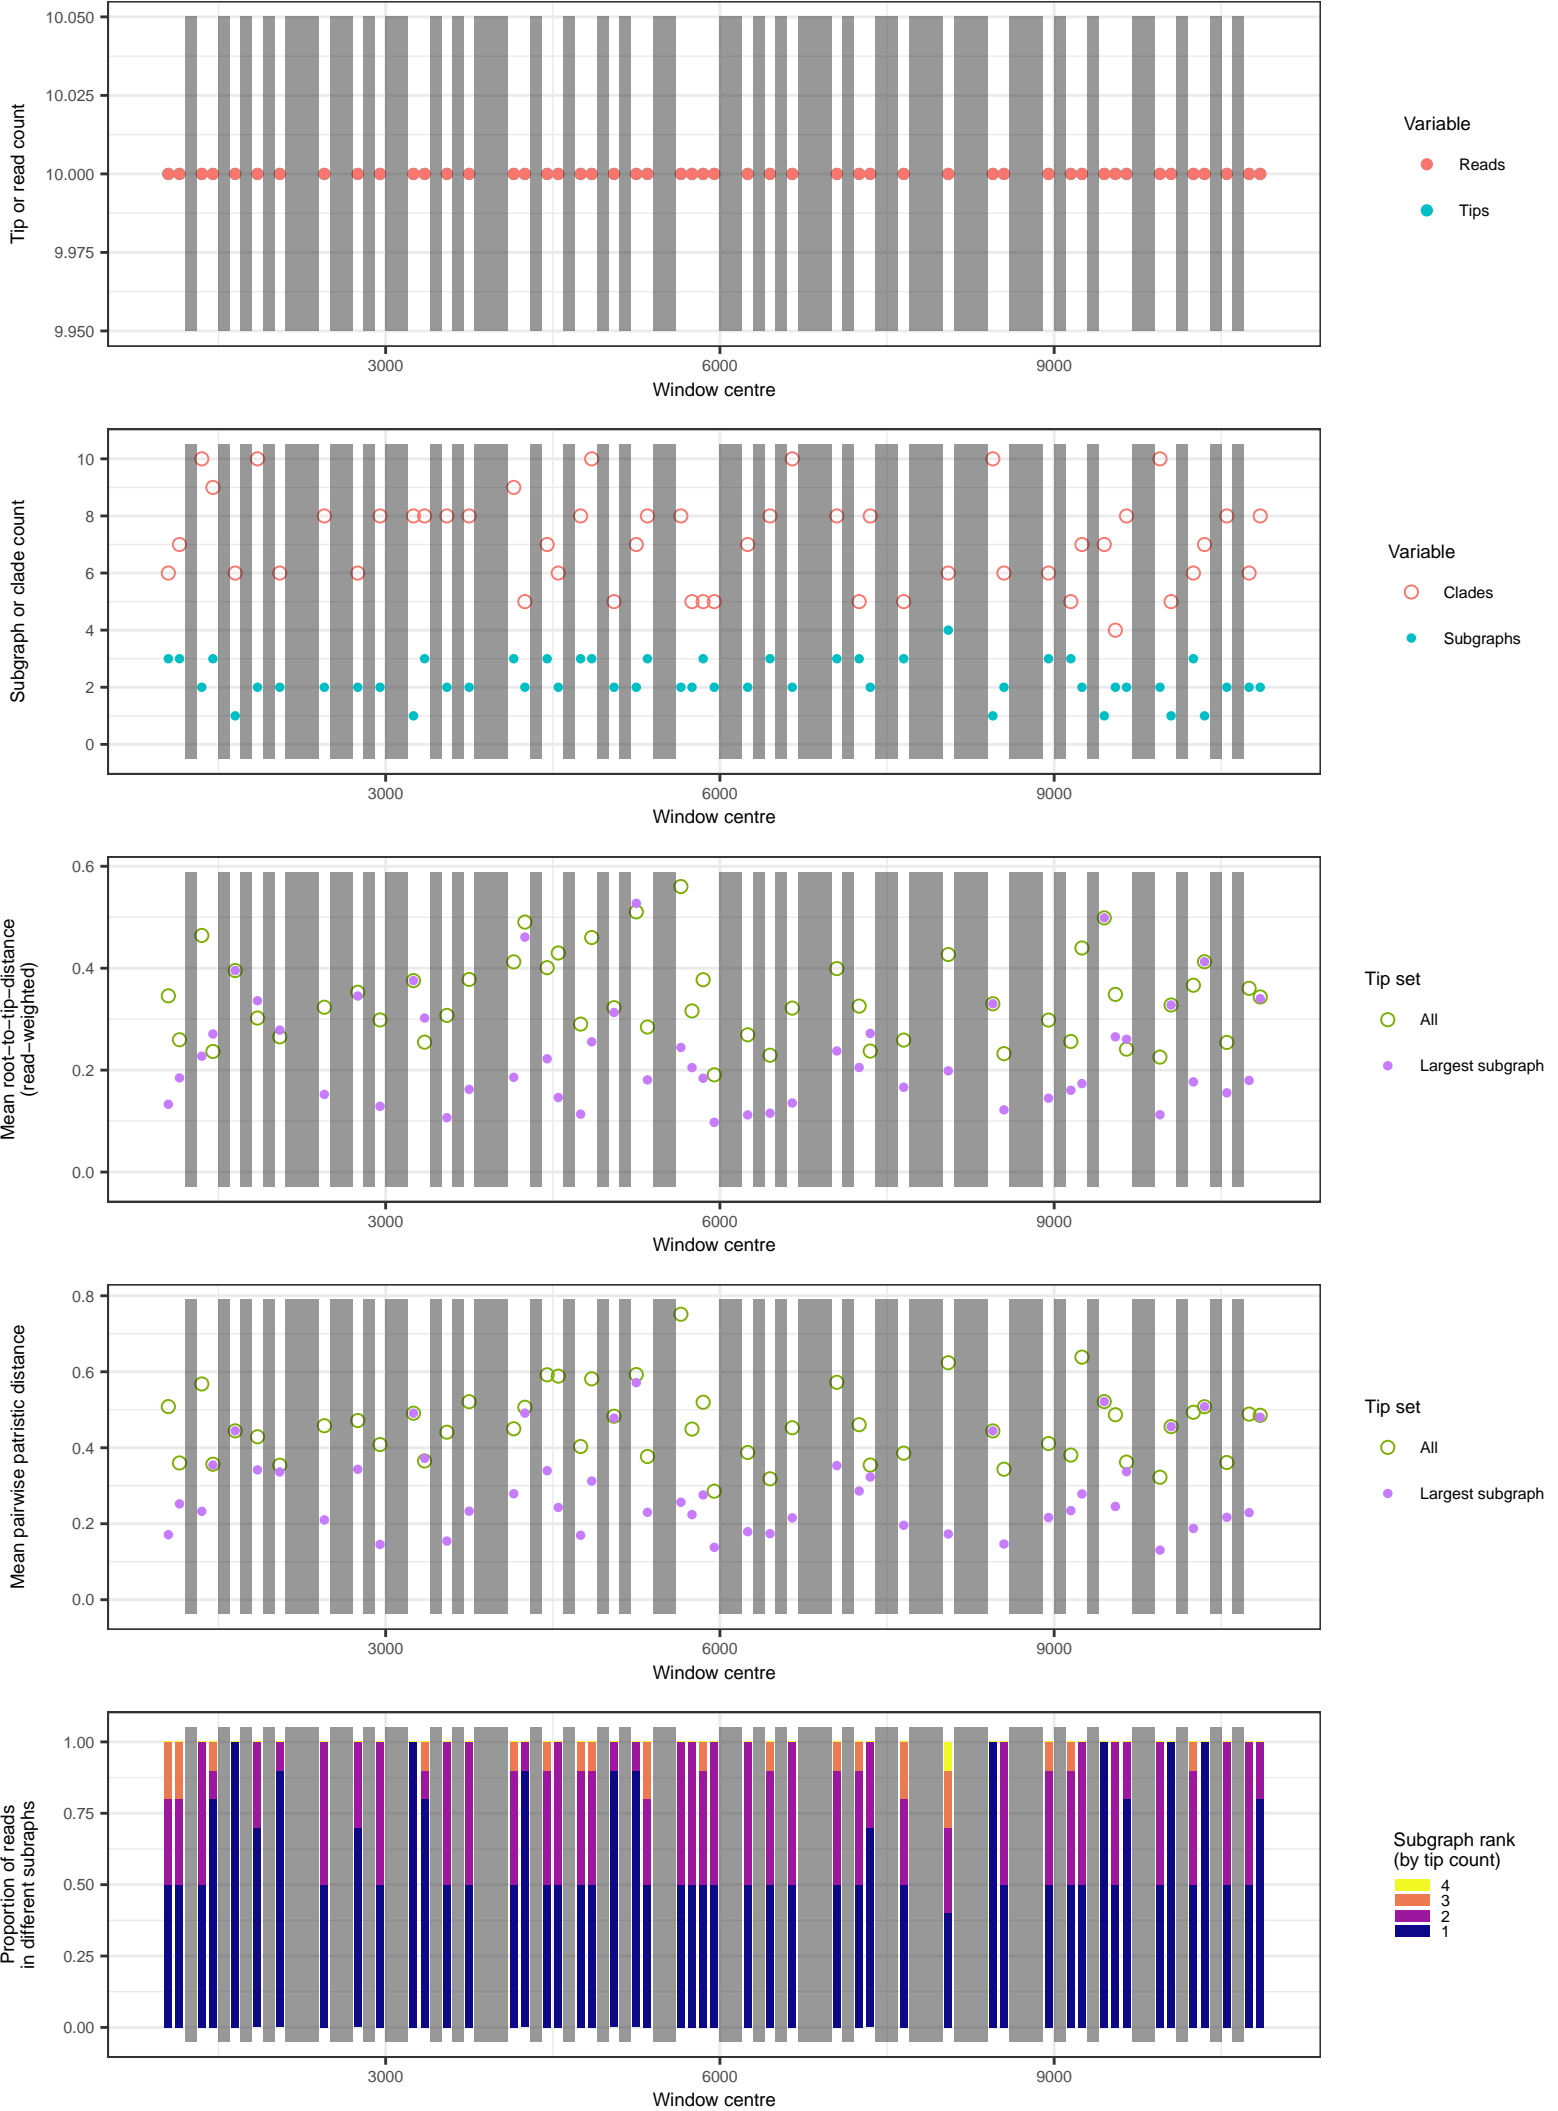 10.050
10.025
10.000
9.975
9.950
Tip or read count
3000
6000
9000
Window centre
Variable
Reads
Tips
10
8
6
4
2
0
Subgraph or clade count
3000
6000
9000
Window centre
Variable
Clades
Subgraphs
0.6
0.4
0.2
0.0
Mean root−to−tip−distance
(read−weighted)
3000
6000
9000
Window centre
Tip set
All
Largest subgraph
0.8
0.6
0.4
0.2
0.0
Mean pairwise patristic distance
3000
6000
9000
Window centre
Tip set
All
Largest subgraph
1.00
0.75
0.50
0.25
0.00
Proportion of reads
in different subraphs
3000
6000
9000
Window centre
Subgraph rank
(by tip count)
4
3
2
1